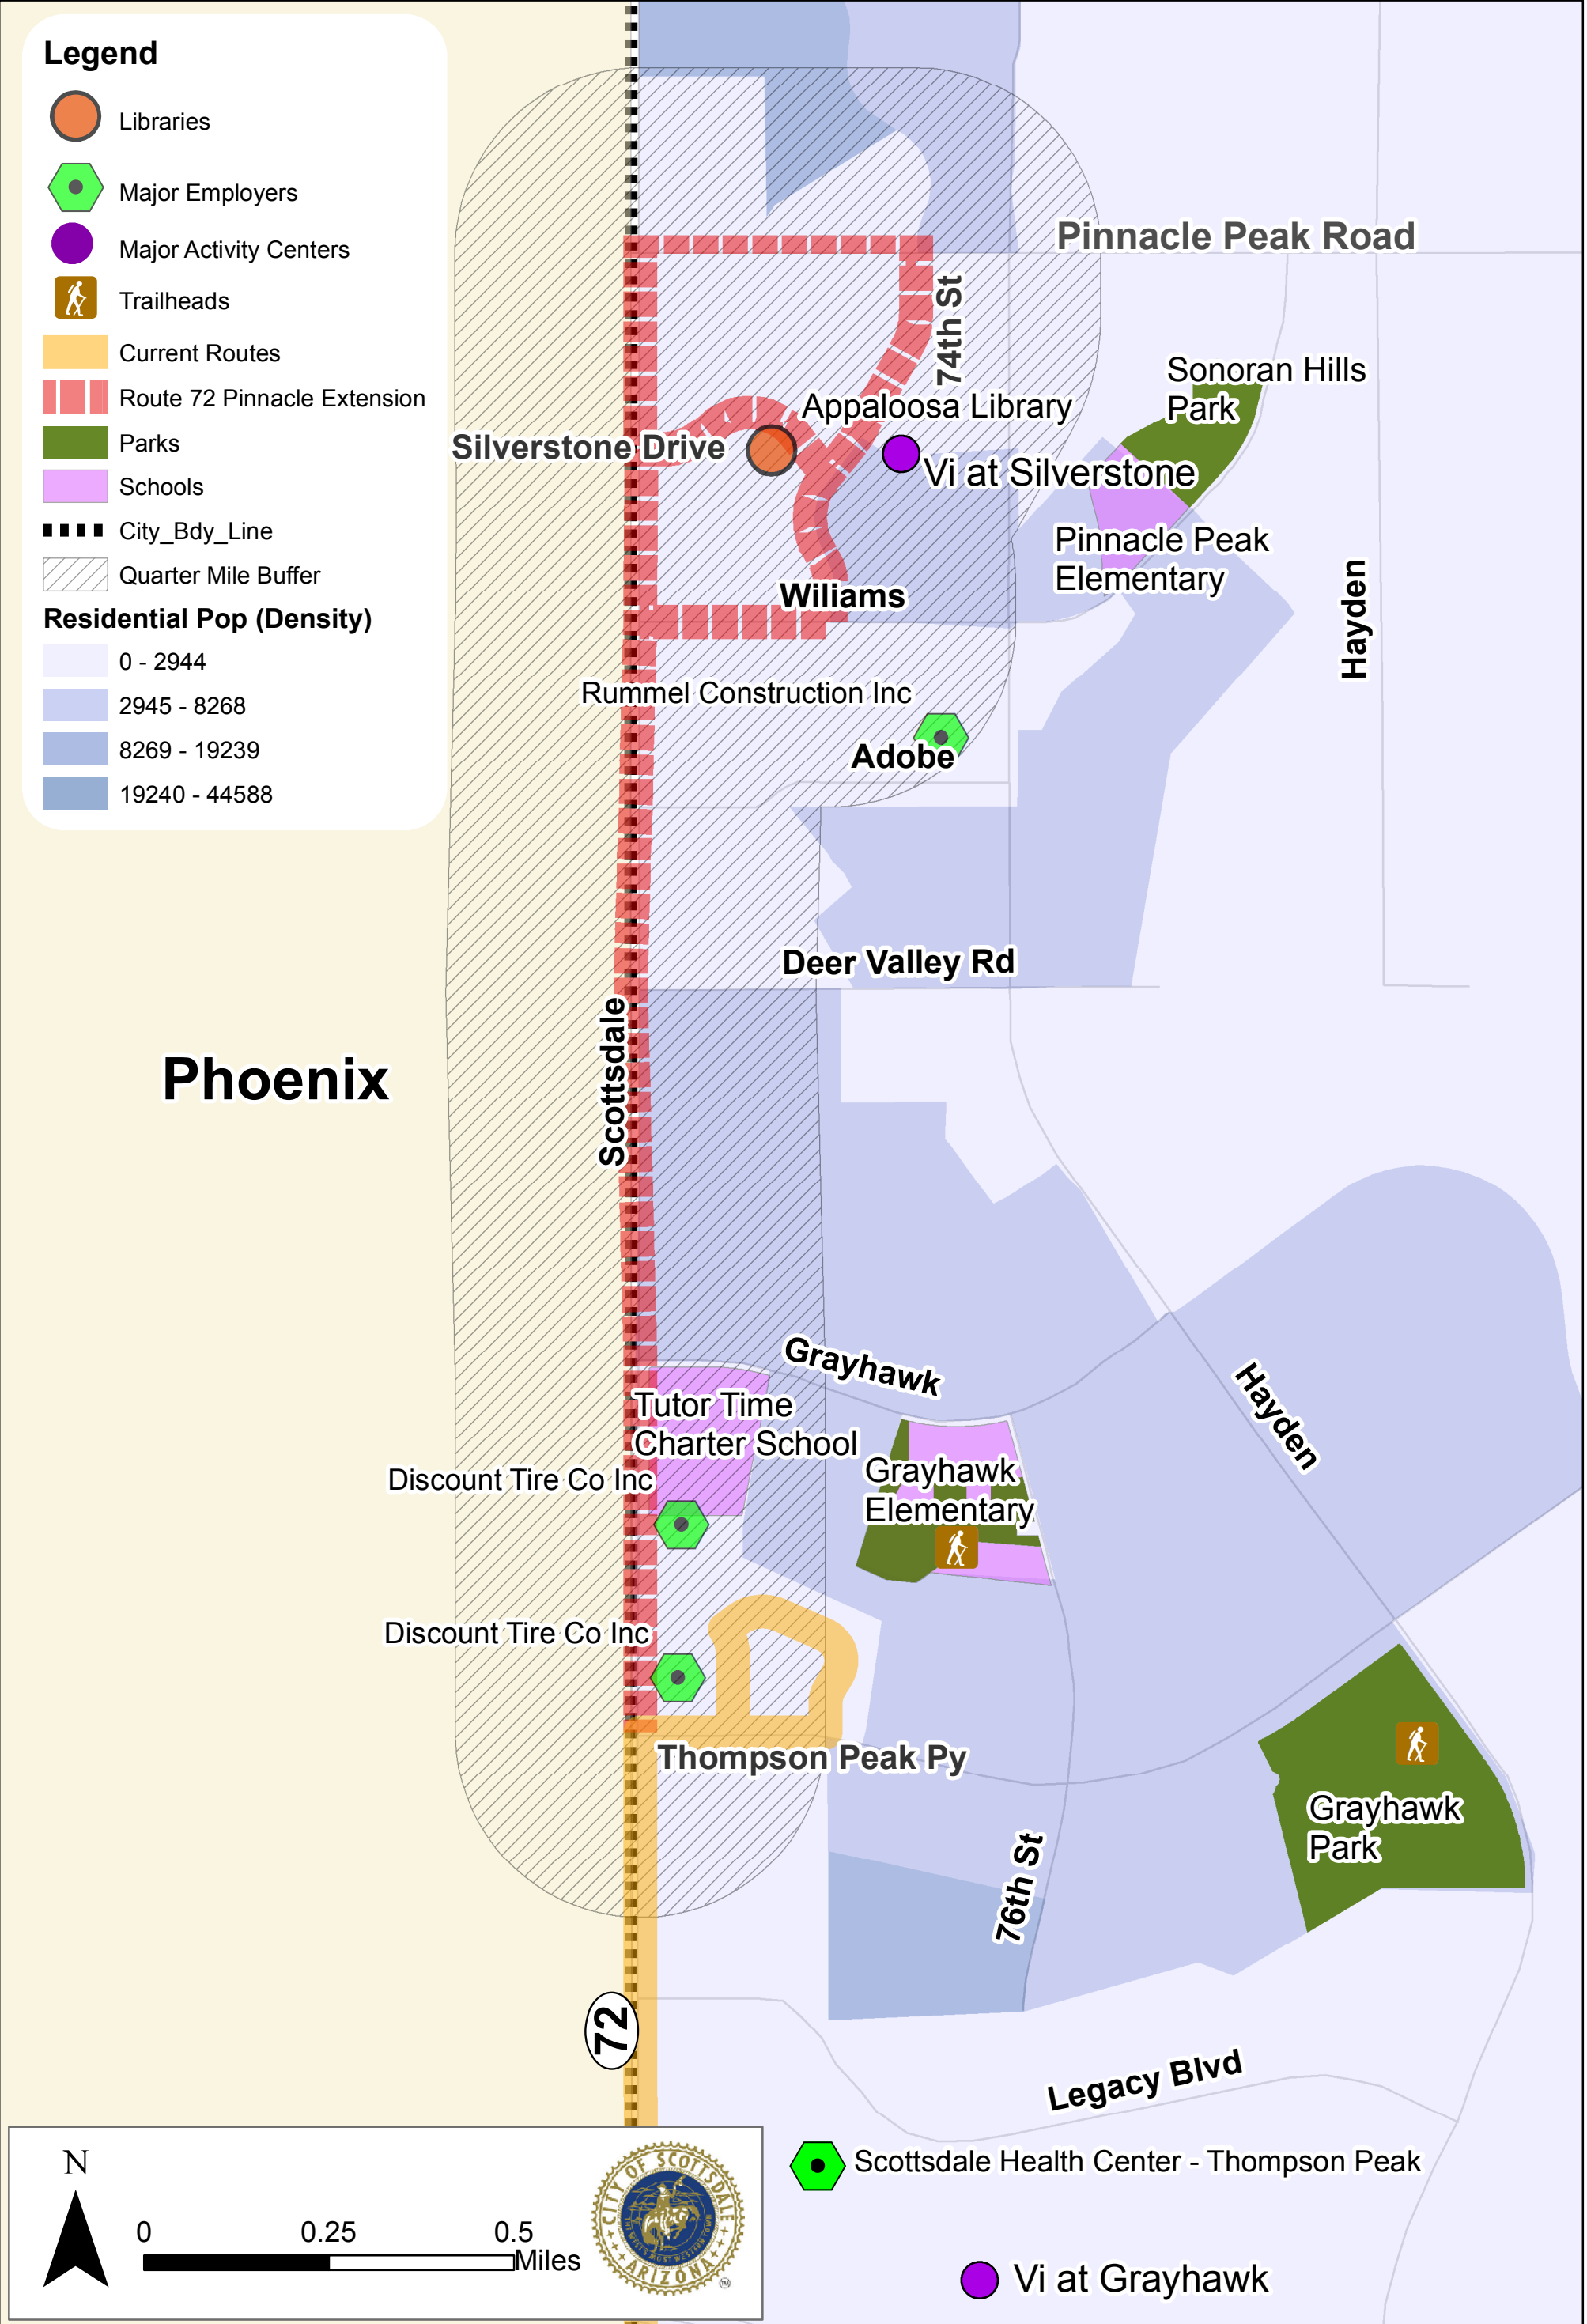 Legend
Libraries
Major Employers
Major Activity Centers
Trailheads
Current Routes
Route 72 Pinnacle Extension
Parks
Schools
City_Bdy_Line
Quarter Mile Buffer
Residential Pop (Density)
0 - 2944
2945 - 8268
8269 - 19239
19240 - 44588
Pinnacle Peak Road
74th St
Sonoran Hills
Park
Appaloosa Library
Silverstone Drive
Vi at Silverstone
Pinnacle Peak
Elementary
Hayden
Wiliams
Rummel Construction Inc
Adobe
Deer Valley Rd
Scottsdale
Phoenix
Grayhawk
Hayden
Tutor Time
Charter School
Discount Tire Co Inc
Grayhawk
Elementary
Discount Tire Co Inc
Thompson Peak Py
Grayhawk
Park
76th St
72
Legacy Blvd
Scottsdale Health Center - Thompson Peak
Vi at Grayhawk
N
0 0.25 0.5
Miles
CITY OF SCOTTSDALE
ARIZONA